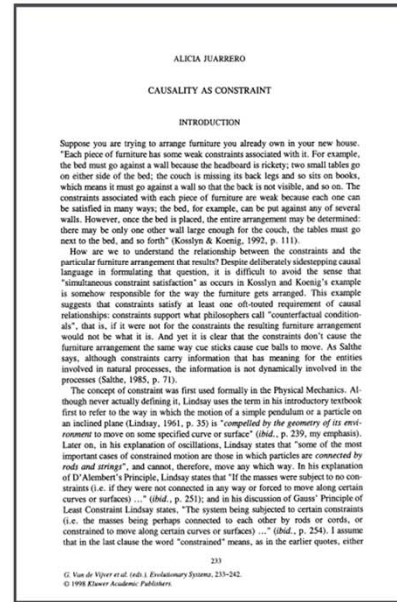 ALICIA JUARRERO
CAUSALITY AS CONSTRAINT
INTRODUCTION
Suppose you are trying to arrange furniture you already own in your new house.
"Each piece of furniture has some weak constraints associated with it. For example,
the bed must go against a wall because the headboard is rickety; two small tables go
on either side of the bed; the couch is missing its back legs and so sits on books,
which means it must go against a wall so that the back is not visible, and so on. The
constraints associated with each piece of furniture are weak because each one can
be satisfied in many ways; the bed, for example, can be put against any of several
walls. However, once the bed is placed, the entire arrangement may be determined:
there may be only one other wall large enough for the couch, the tables must go
next to the bed, and so forth" (Kosslyn & Koenig, 1992, p. 111).
How are we to understand the relationship between the constraints and the
particular furniture arrangement that results? Despite deliberately sidestepping causal
language in formulating that question, it is difficult to avoid the sense that
"simultaneous constraint satisfaction" as occurs in Kosslyn and Koenig's example
is somehow responsible for the way the furniture gets arranged. This example
suggests that constraints satisfy at least one oft-touted requirement of causal
relationships: constraints support what philosophers call "counterfactual condition-
als", that is, if it were not for the constraints the resulting furniture arrangement
would not be what it is. And yet it is clear that the constraints don't cause the
furniture arrangement the same way cue sticks cause cue balls to move. As Salthe
says, although constraints carry information that has meaning for the entities
involved in natural processes, the information is not dynamically involved in the
processes (Salthe, 1985, p. 71).
The concept of constraint was first used formally in the Physical Mechanics. Al-
though never actually defining it, Lindsay uses the term in his introductory textbook
first to refer to the way in which the motion of a simple pendulum or a particle on
an inclined plane (Lindsay, 1961, p. 35) is "compelled by the geometry of its envi-
ronment to move on some specified curve or surface" (ibid., p. 239, my emphasis).
Later on, in his explanation of oscillations, Lindsay states that "some of the most
important cases of constrained motion are those in which particles are connected by
rods and strings", and cannot, therefore, move any which way. In his explanation
of D'Alembert's Principle, Lindsay states that "If the masses were subject to no con-
straints (i.e. if they were not connected in any way or forced to move along certain
curves or surfaces) ..." (ibid., p. 251); and in his discussion of Gauss' Principle of
Least Constraint Lindsay states, "The system being subjected to certain constraints
(i.e. the masses being perhaps connected to each other by rods or cords, or
constrained to move along certain curves or surfaces) ..." (ibid., p. 254). I assume
that in the last clause the word "constrained" means, as in the earlier quotes, either
233
G. Van de Vijver et al. (eds.), Evolutionary Systems, 233-242.
© 1998 Kluwer Academic Publishers.